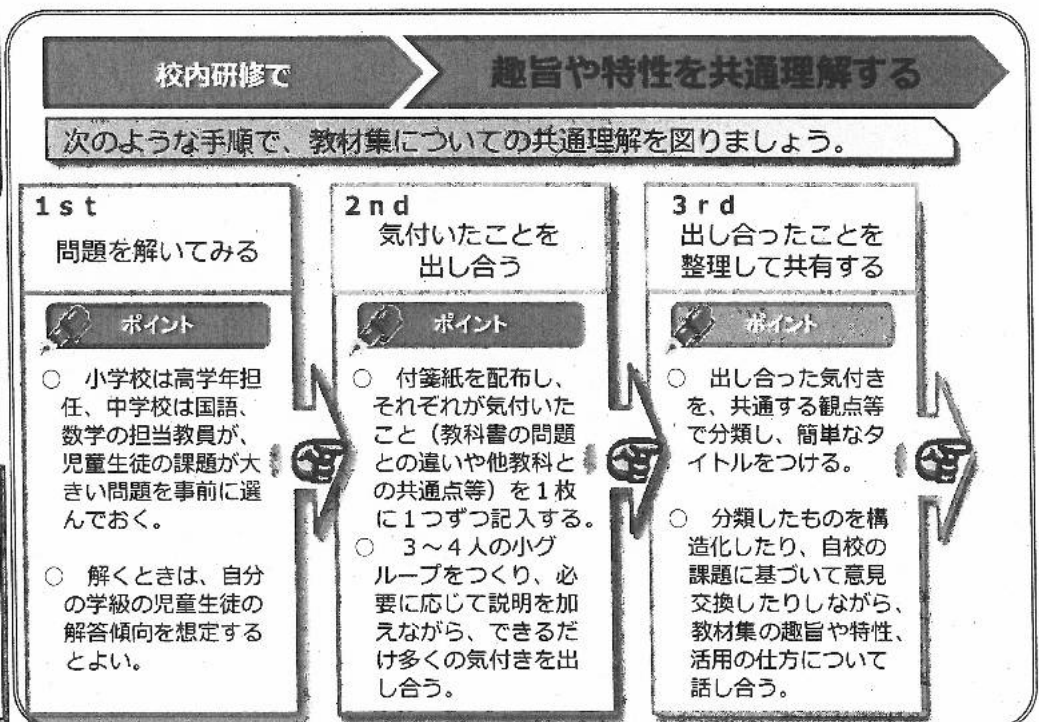 校内研修で
趣旨や特性を共通理解する
次のような手順で、教材集についての共通理解を図りましょう。
1st
問題を解いてみる
ポイント
○ 小学校は高学年担
任、中学校は国語、
数学の担当教員が、
児童生徒の課題が大
きい問題を事前に選
んでおく。
○ 解くときは、自分
の学級の児童生徒の
解答傾向を想定する
とよい。
2nd
気付いたことを
出し合う
ポイント
○ 付箋紙を配布し、
それぞれが気付いた
こと（教科書の問題
との違いや他教科と
の共通点等）を1枚
に1つずつ記入する。
○ 3～4人の小グ
ループをつくり、必
要に応じて説明を加
えながら、できるだ
け多くの気付きを出
し合う。
3rd
出し合ったことを
整理して共有する
ポイント
○ 出し合った気付き
を、共通する観点等
で分類し、簡単なタ
イトルをつける。
○ 分類したものを構
造化したり、自校の
課題に基づいて意見
交換したりしながら、
教材集の趣旨や特性、
活用の仕方について
話し合う。